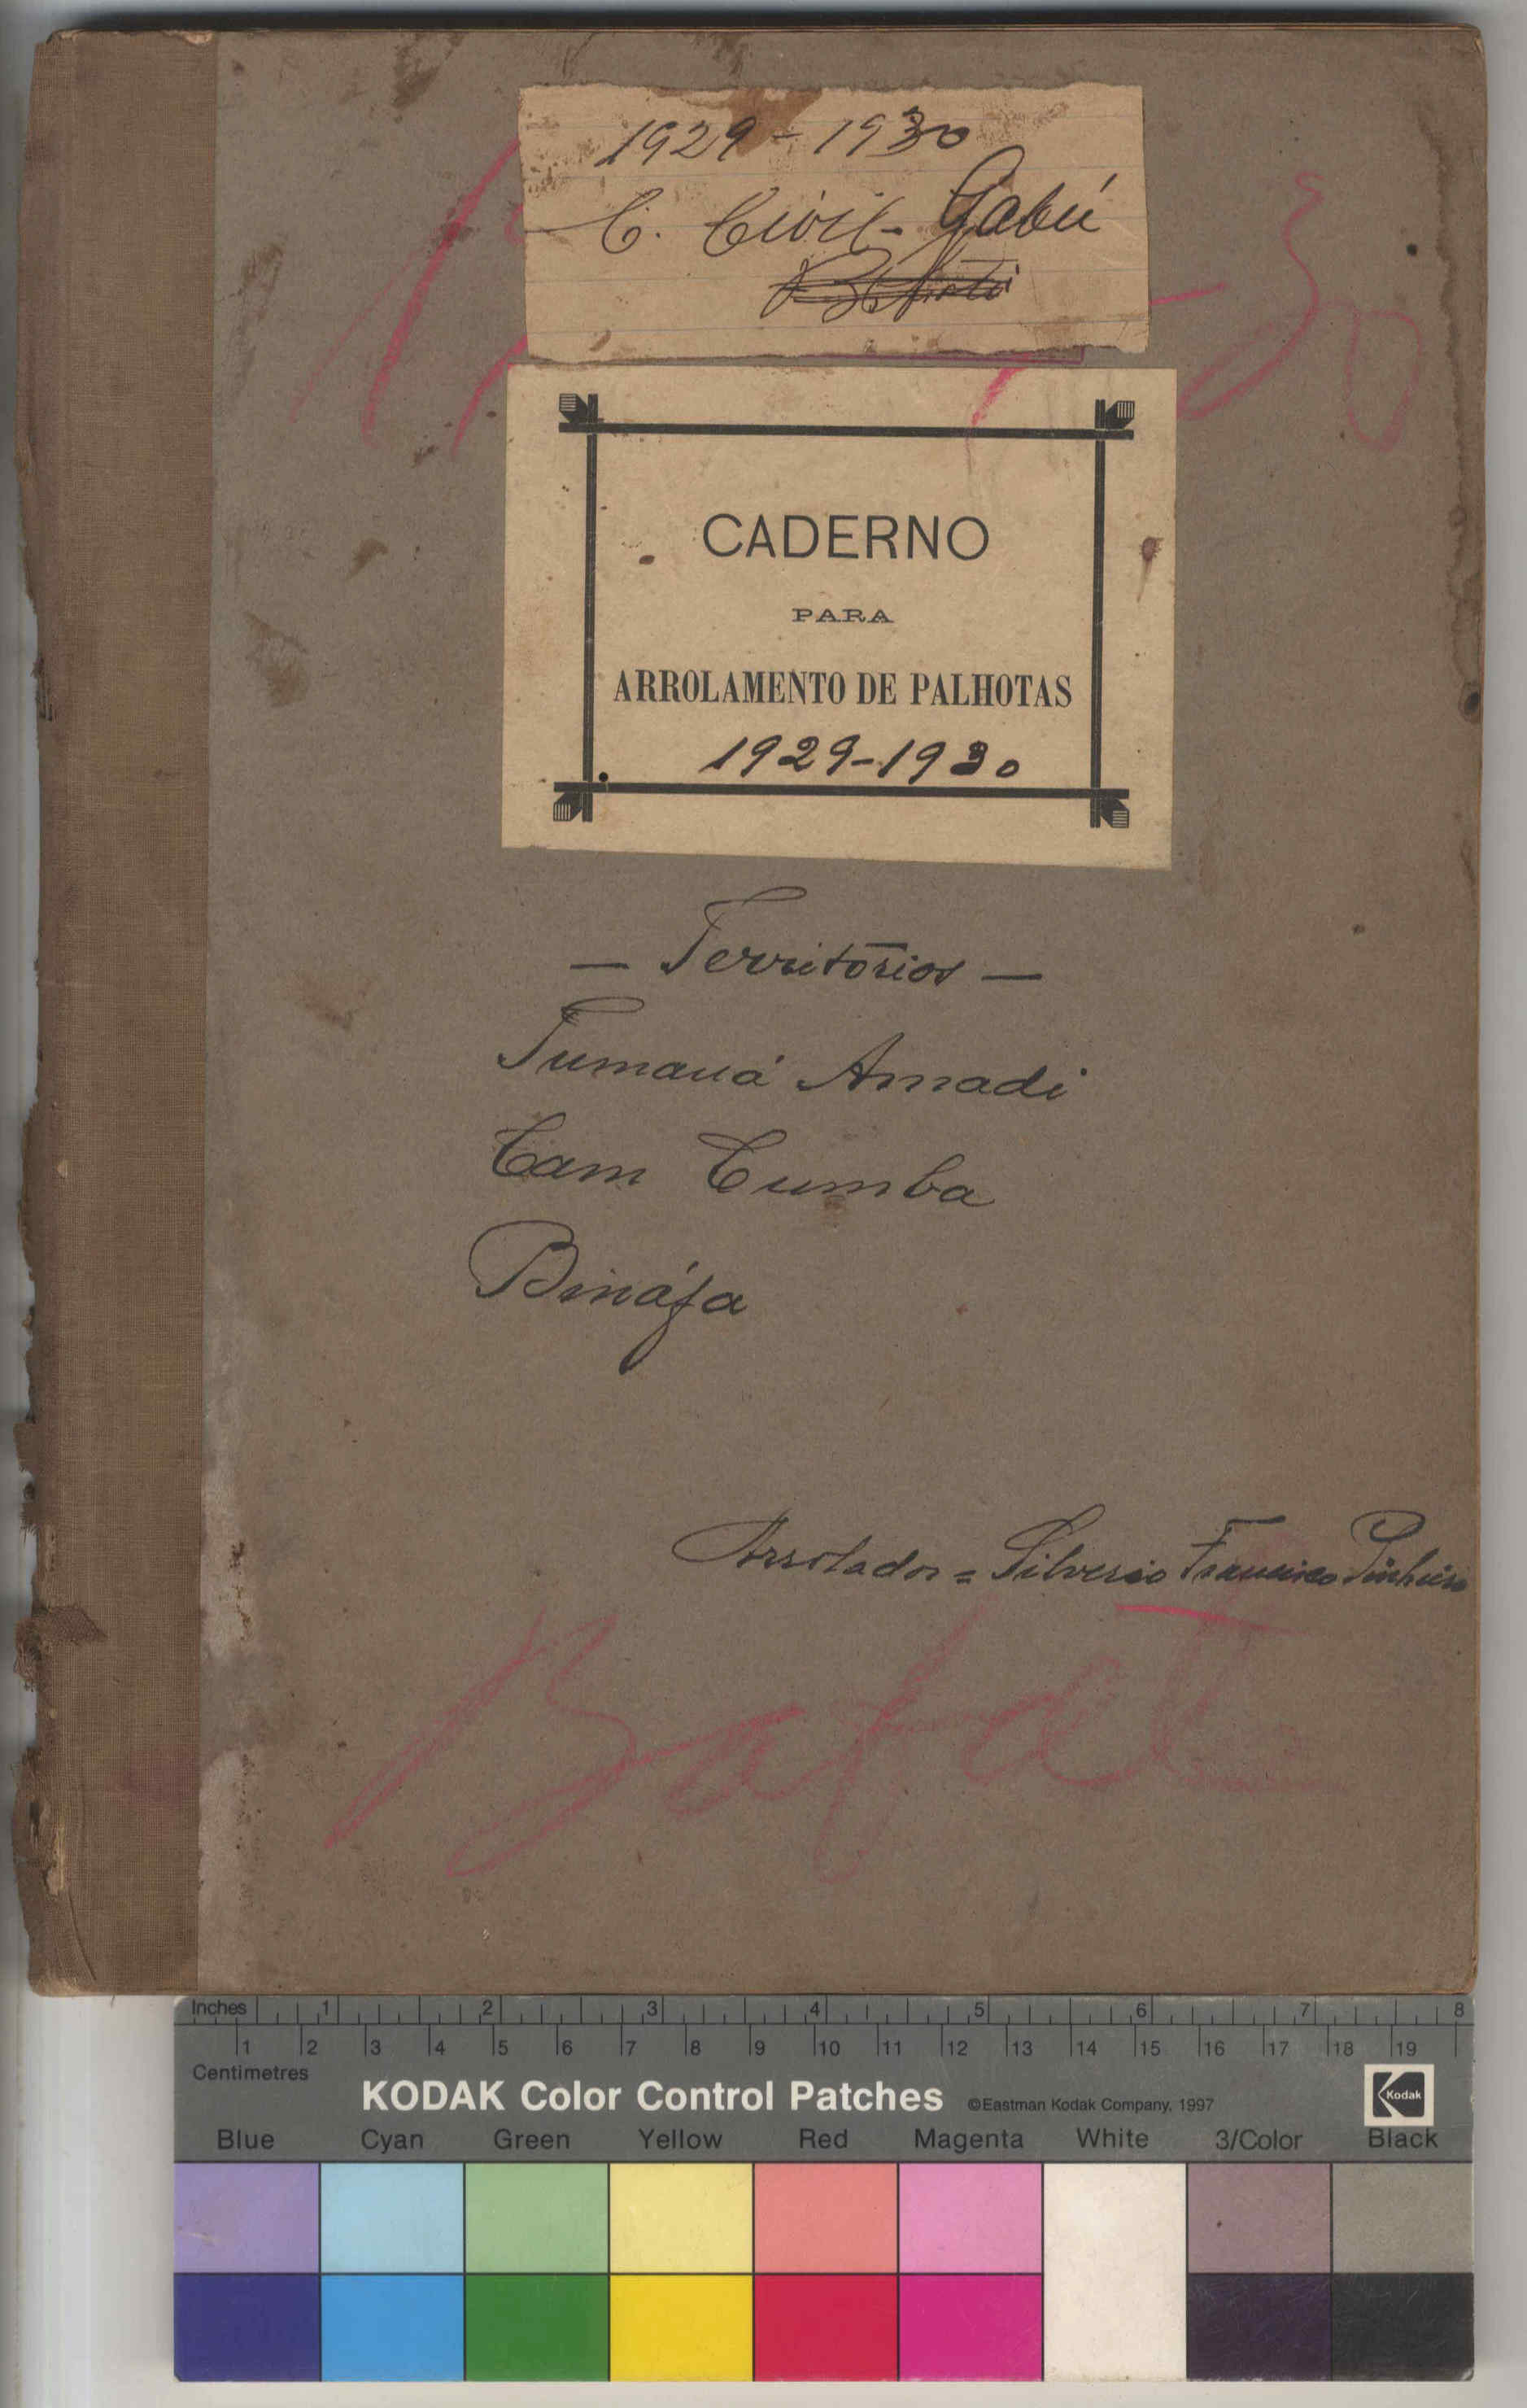 1929 - 1930
C. Civil - Gabú
CADERNO
PARA
ARROLAMENTO DE PALHOTAS
1929-1930
— Territórios —
Tumaná Amadi
Cam Cumba
Bináfa
Arrolador = Silverio Francisco Pinheiro
Bafatá
Inches 1 2 3 4 5 6 7 8
1 2 3 4 5 6 7 8 9 10 11 12 13 14 15 16 17 18 19
Centimetres
KODAK Color Control Patches ©Eastman Kodak Company, 1997 Kodak
Blue Cyan Green Yellow Red Magenta White 3/Color Black